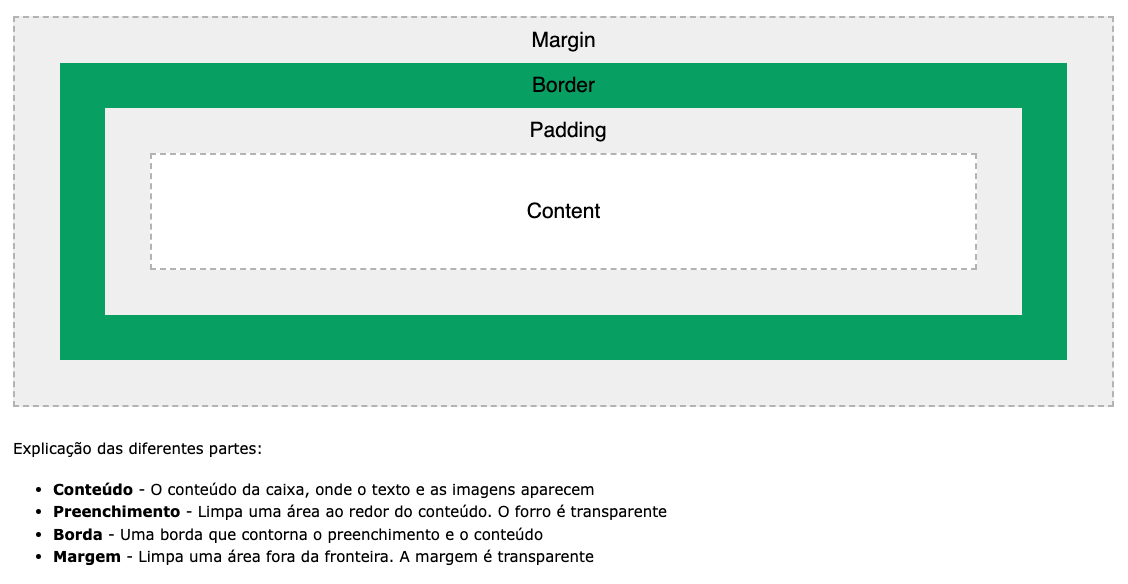 Margin
Border
Padding
Content
Explicação das diferentes partes:
• Conteúdo - O conteúdo da caixa, onde o texto e as imagens aparecem
• Preenchimento - Limpa uma área ao redor do conteúdo. O forro é transparente
• Borda - Uma borda que contorna o preenchimento e o conteúdo
• Margem - Limpa uma área fora da fronteira. A margem é transparente